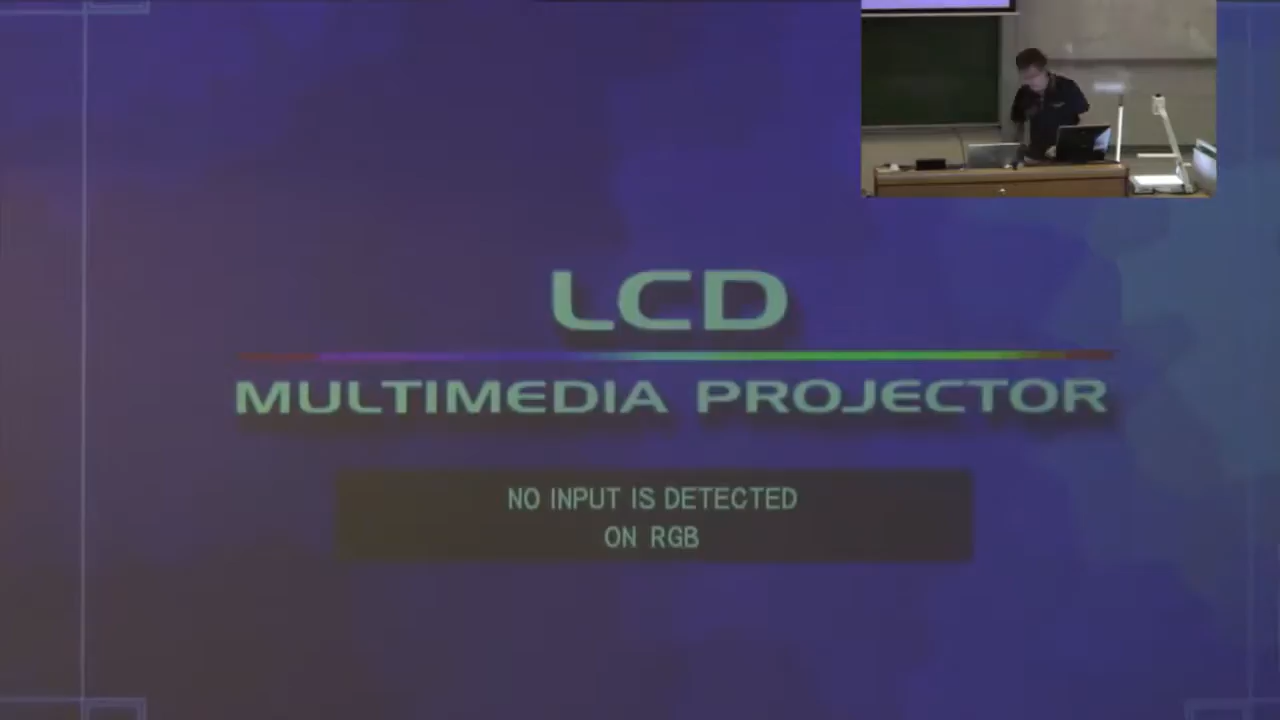 LCD
MULTIMEDIA PROJECTOR
NO INPUT IS DETECTED
ON RGB